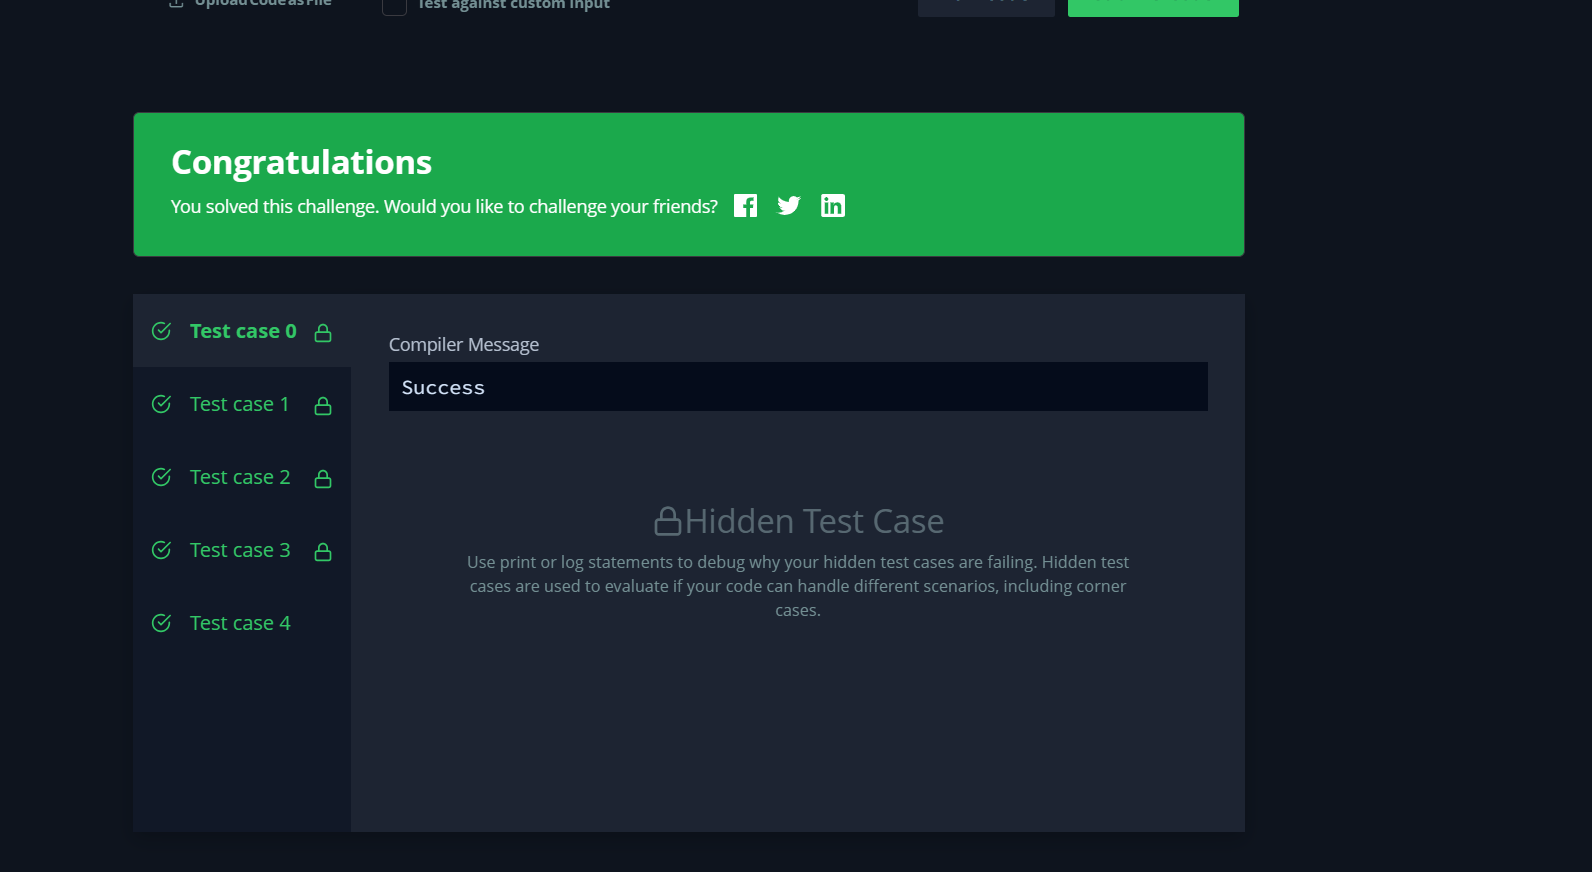 Upload Code as File
Test against custom input
Congratulations
You solved this challenge. Would you like to challenge your friends?
Test case 0
Compiler Message
Success
Test case 1
Test case 2
Hidden Test Case
Test case 3
Use print or log statements to debug why your hidden test cases are failing. Hidden test
cases are used to evaluate if your code can handle different scenarios, including corner
cases.
Test case 4